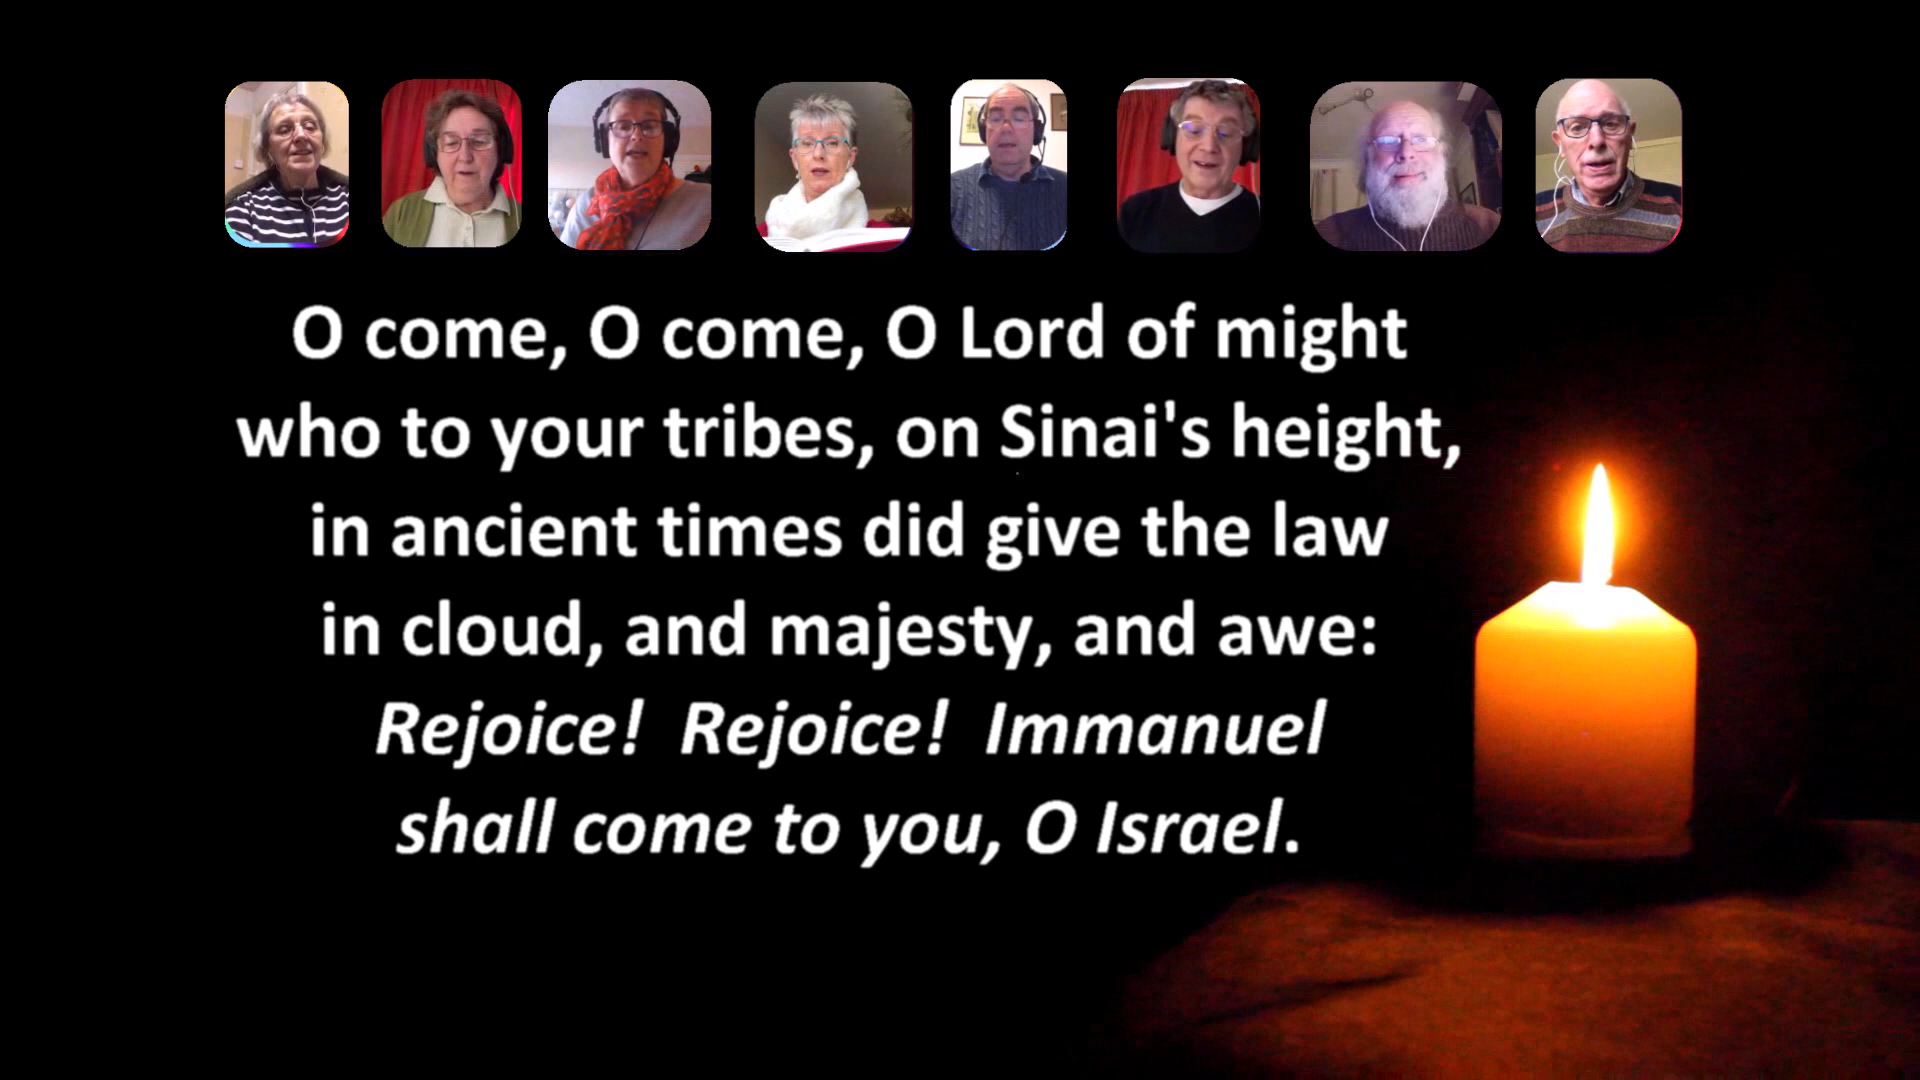 O come, O come, O Lord of might
who to your tribes, on Sinai's height,
in ancient times did give the law
in cloud, and majesty, and awe:
Rejoice!  Rejoice!  Immanuel
shall come to you, O Israel.